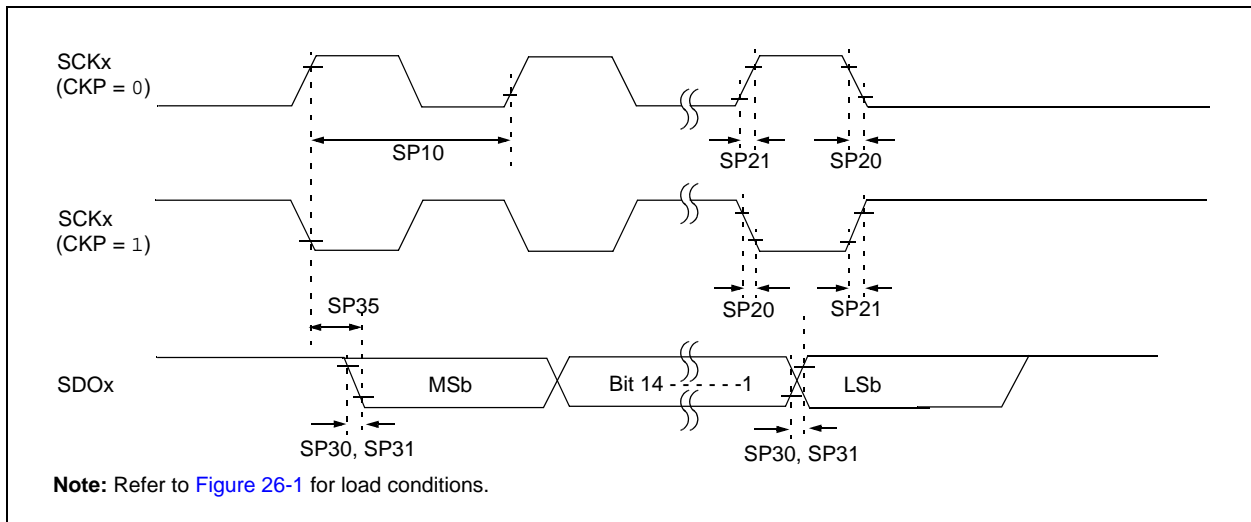 SCKx
(CKP = 0)
SP10
SP21
SP20
SCKx
(CKP = 1)
SP35
SP20
SP21
SDOx
MSb
Bit 14 - - - - - -1
LSb
SP30, SP31
SP30, SP31
Note: Refer to Figure 26-1 for load conditions.